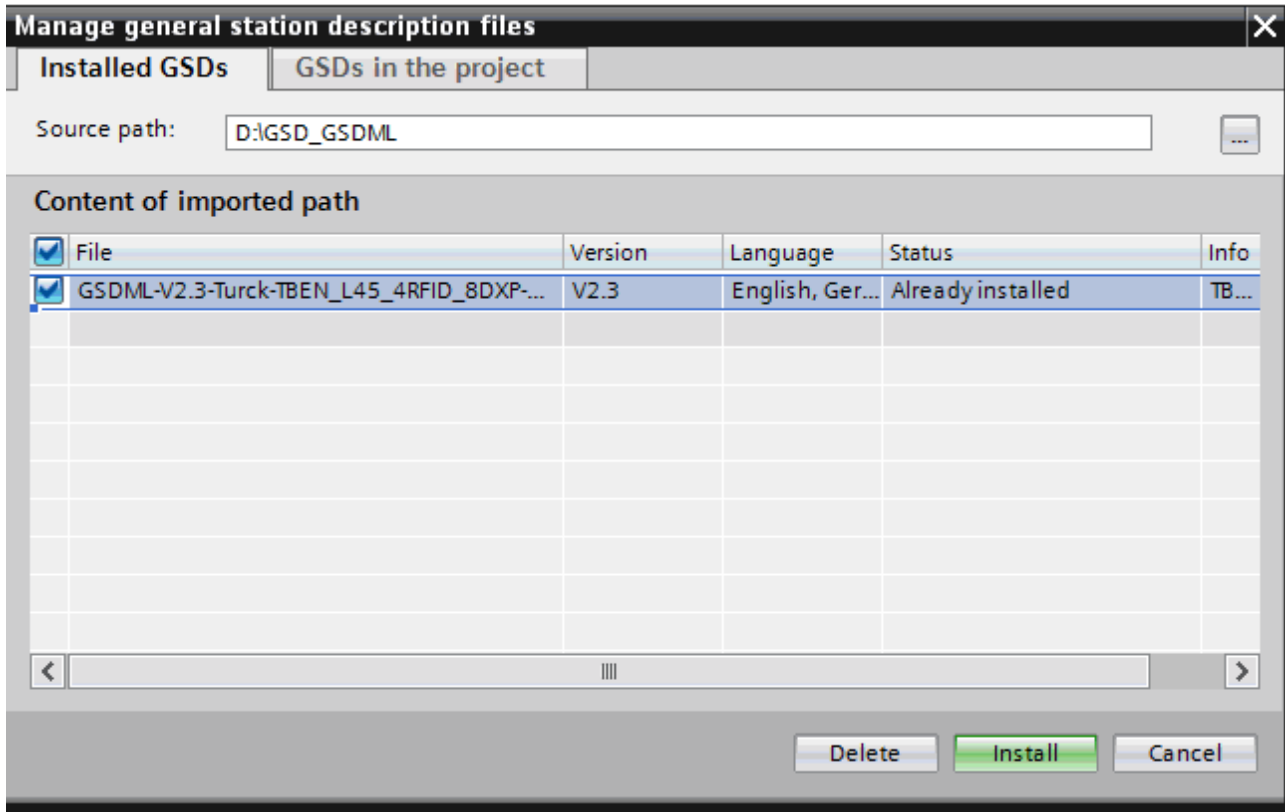 Manage general station description files
Installed GSDs GSDs in the project
Source path: D:\GSD_GSDML ...
Content of imported path
File Version Language Status Info
GSDML-V2.3-Turck-TBEN_L45_4RFID_8DXP-... V2.3 English, Ger... Already installed TB...
Delete Install Cancel